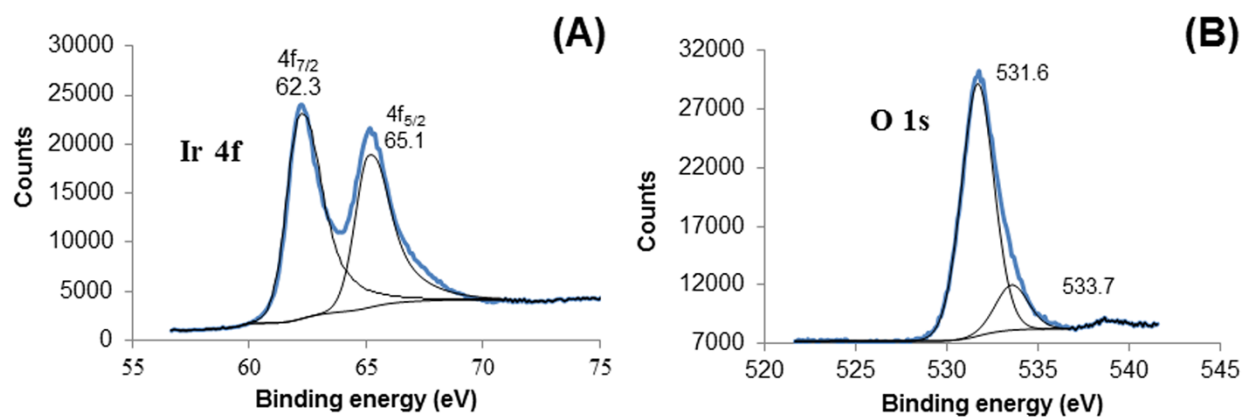 (A)
30000
25000
20000
15000
10000
5000
0
Counts
4f7/2
62.3
4f5/2
65.1
Ir 4f
55 60 65 70 75
Binding energy (eV)
(B)
32000
27000
22000
17000
12000
7000
Counts
531.6
O 1s
533.7
520 525 530 535 540 545
Binding energy (eV)